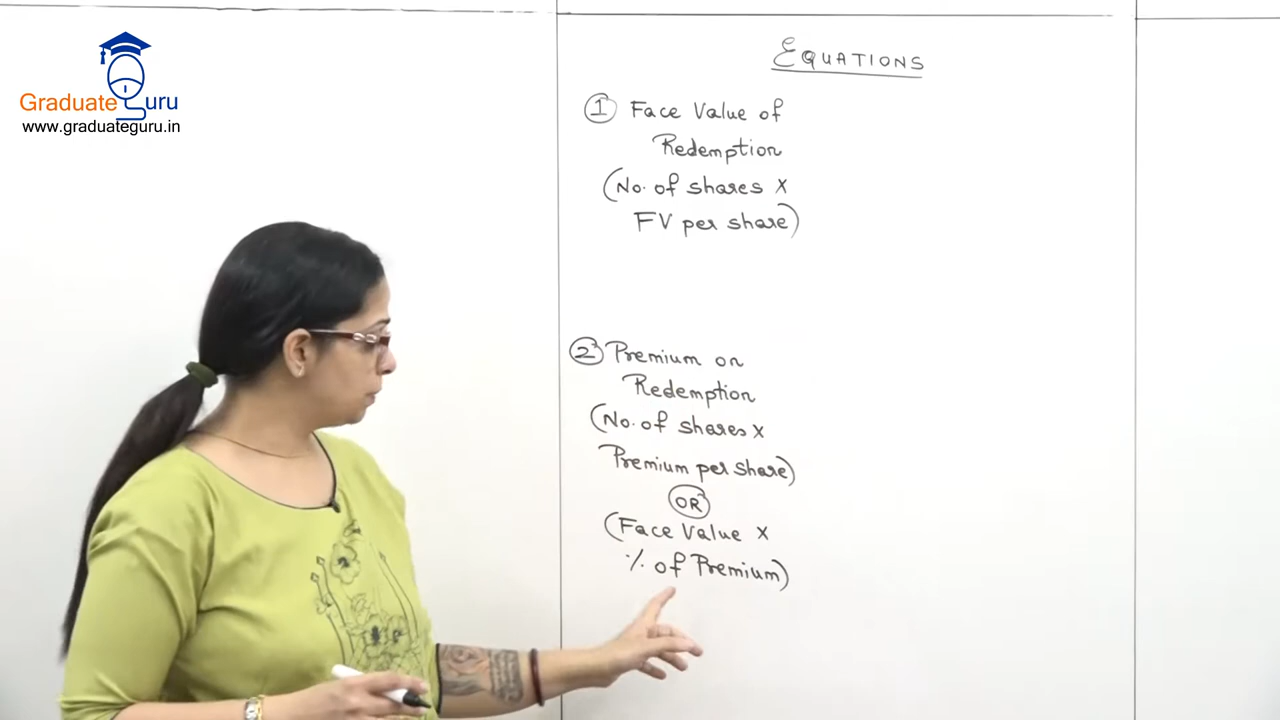 Graduate Guru
www.graduateguru.in
EQUATIONS
1 Face Value of
Redemption
(No. of shares x
FV per share)
2 Premium on
Redemption
(No. of shares x
Premium per share)
OR
(Face Value x
% of Premium)